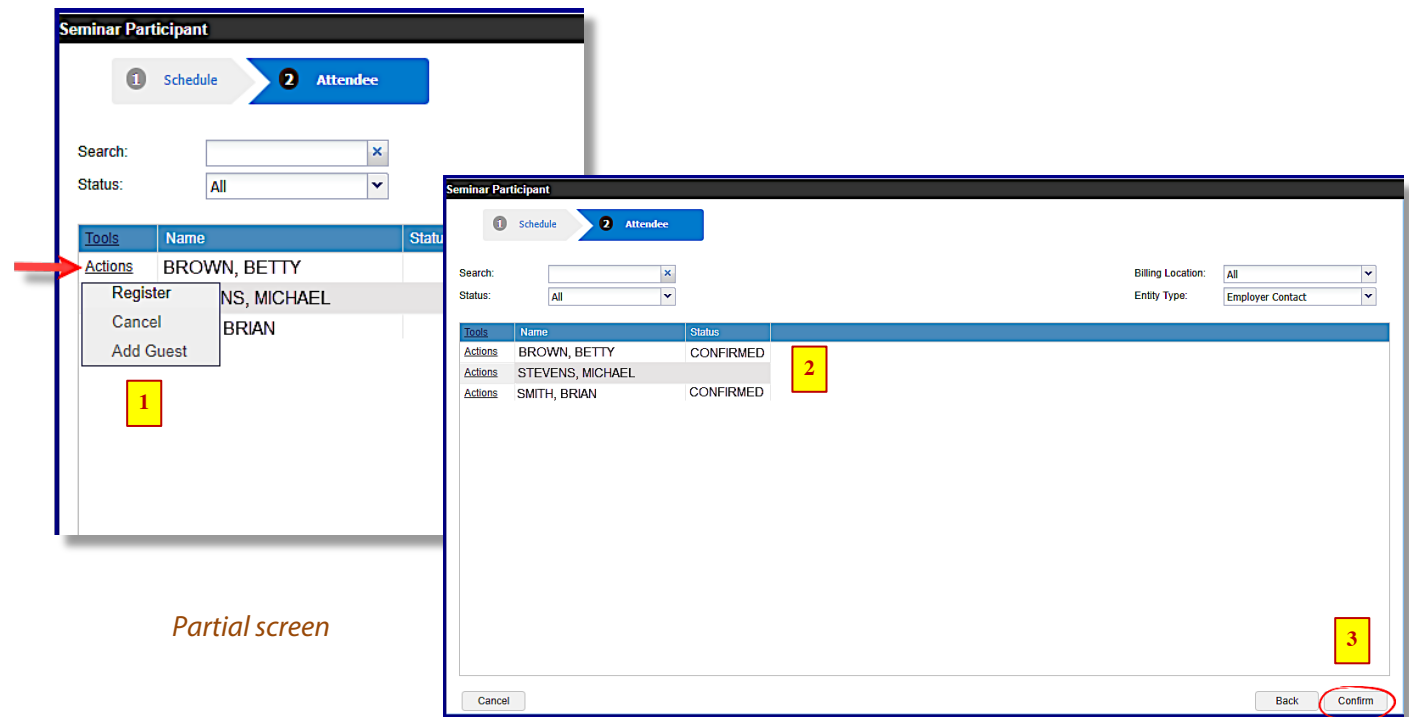 Seminar Participant
1 Schedule 2 Attendee
Search:
Status: All
Tools Name Statu
Actions BROWN, BETTY
Register NS, MICHAEL
Cancel BRIAN
Add Guest
1
Partial screen
Seminar Participant
1 Schedule 2 Attendee
Search: Billing Location: All
Status: All Entity Type: Employer Contact
Tools Name Status
Actions BROWN, BETTY CONFIRMED
Actions STEVENS, MICHAEL
Actions SMITH, BRIAN CONFIRMED
2
3
Cancel Back Confirm